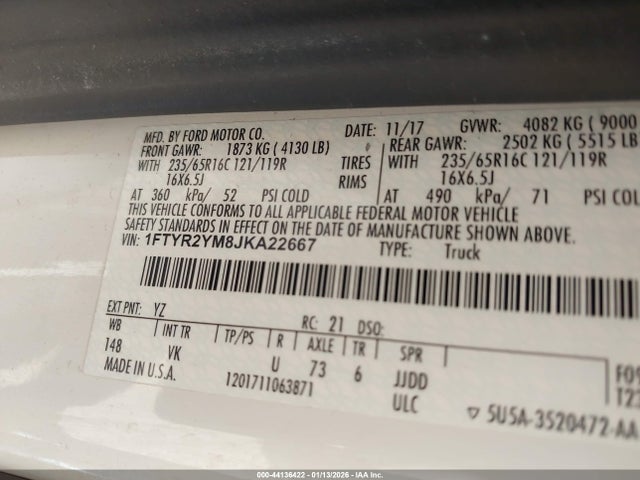 MFD. BY FORD MOTOR CO. DATE: 11/17 GVWR: 4082 KG ( 9000
FRONT GAWR: 1873 KG ( 4130 LB) REAR GAWR: 2502 KG ( 5515 LB
WITH 235/65R16C 121/119R TIRES WITH 235/65R16C 121/119R
16X6.5J RIMS 16X6.5J
AT 360 kPa/ 52 PSI COLD AT 490 kPa/ 71 PSI COL
THIS VEHICLE CONFORMS TO ALL APPLICABLE FEDERAL MOTOR VEHICLE
SAFETY STANDARDS IN EFFECT ON THE DATE OF MANUFACTURE SHOWN ABOVE.
VIN: 1FTYR2YM8JKA22667 TYPE: Truck
EXT PNT: YZ RC: 21 DSO:
WB INT TR TP/PS R AXLE TR SPR
148 VK U 73 6 JJDD F09
MADE IN U.S.A. 1201711063871 ULC T22
5U5A-3520472-AA
000-44136422 — 01/13/2026 — IAA Inc.